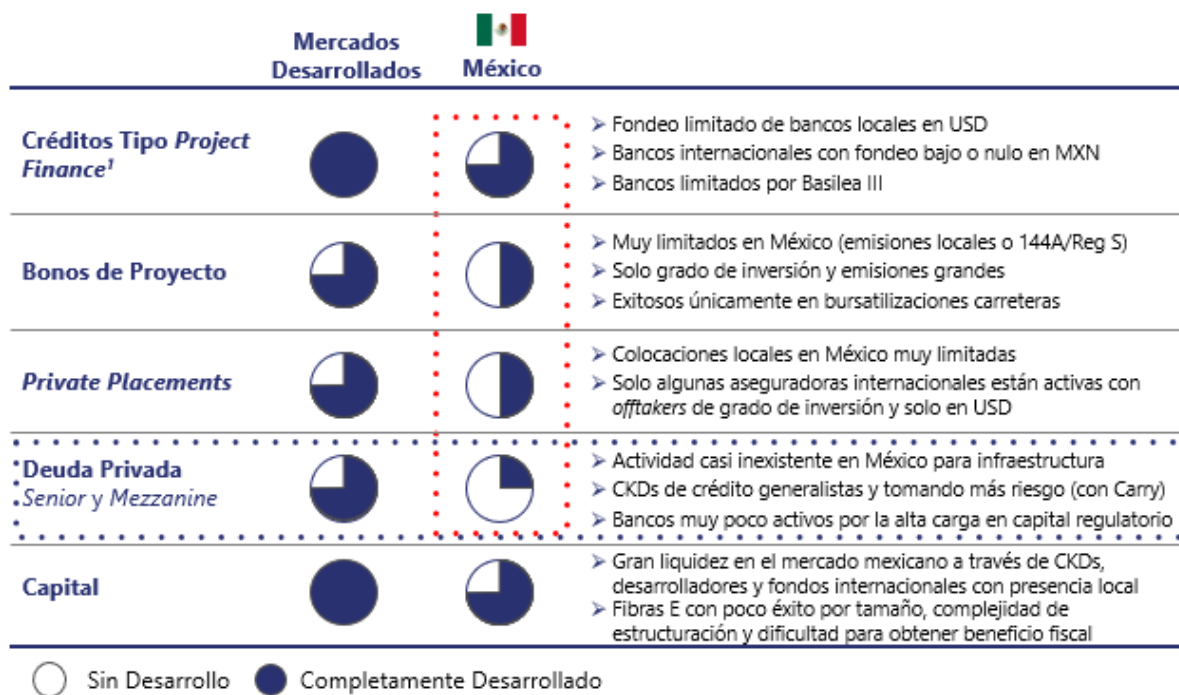 Mercados
Desarrollados
México
Créditos Tipo Project
Finance¹
➢ Fondeo limitado de bancos locales en USD
➢ Bancos internacionales con fondeo bajo o nulo en MXN
➢ Bancos limitados por Basilea III
Bonos de Proyecto
➢ Muy limitados en México (emisiones locales o 144A/Reg S)
➢ Solo grado de inversión y emisiones grandes
➢ Exitosos únicamente en bursatilizaciones carreteras
Private Placements
➢ Colocaciones locales en México muy limitadas
➢ Solo algunas aseguradoras internacionales están activas con
offtakers de grado de inversión y solo en USD
Deuda Privada
Senior y Mezzanine
➢ Actividad casi inexistente en México para infraestructura
➢ CKDs de crédito generalistas y tomando más riesgo (con Carry)
➢ Bancos muy poco activos por la alta carga en capital regulatorio
Capital
➢ Gran liquidez en el mercado mexicano a través de CKDs,
desarrolladores y fondos internacionales con presencia local
➢ Fibras E con poco éxito por tamaño, complejidad de
estructuración y dificultad para obtener beneficio fiscal
Sin Desarrollo
Completamente Desarrollado